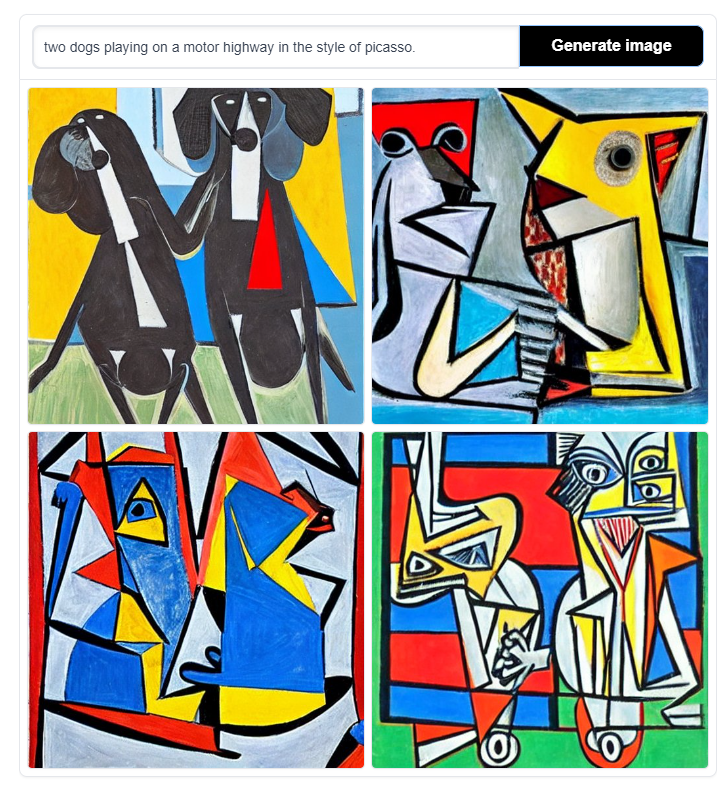 two dogs playing on a motor highway in the style of picasso.
Generate image